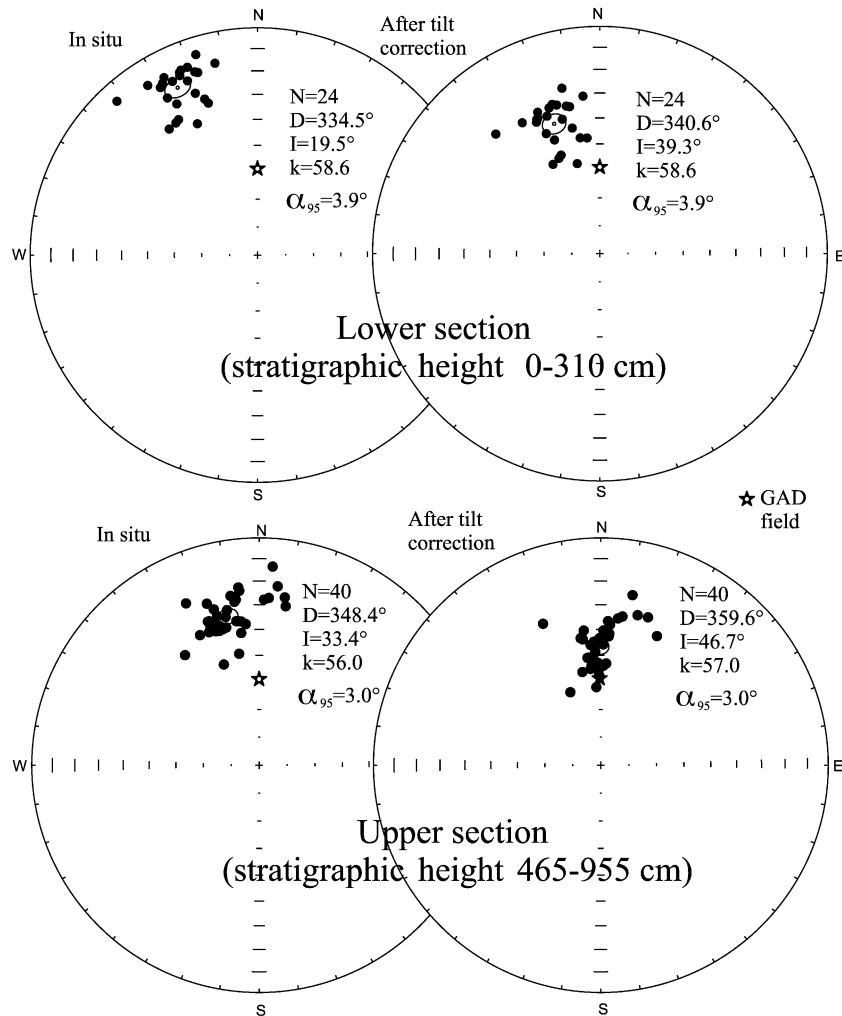 In situ
N
After tilt
correction
N
N=24
D=334.5°
I=19.5°
k=58.6
α95=3.9°
N=24
D=340.6°
I=39.3°
k=58.6
α95=3.9°
W
E
Lower section
(stratigraphic height 0-310 cm)
S
S
GAD
field
In situ
N
After tilt
correction
N
N=40
D=348.4°
I=33.4°
k=56.0
α95=3.0°
N=40
D=359.6°
I=46.7°
k=57.0
α95=3.0°
W
E
Upper section
(stratigraphic height 465-955 cm)
S
S